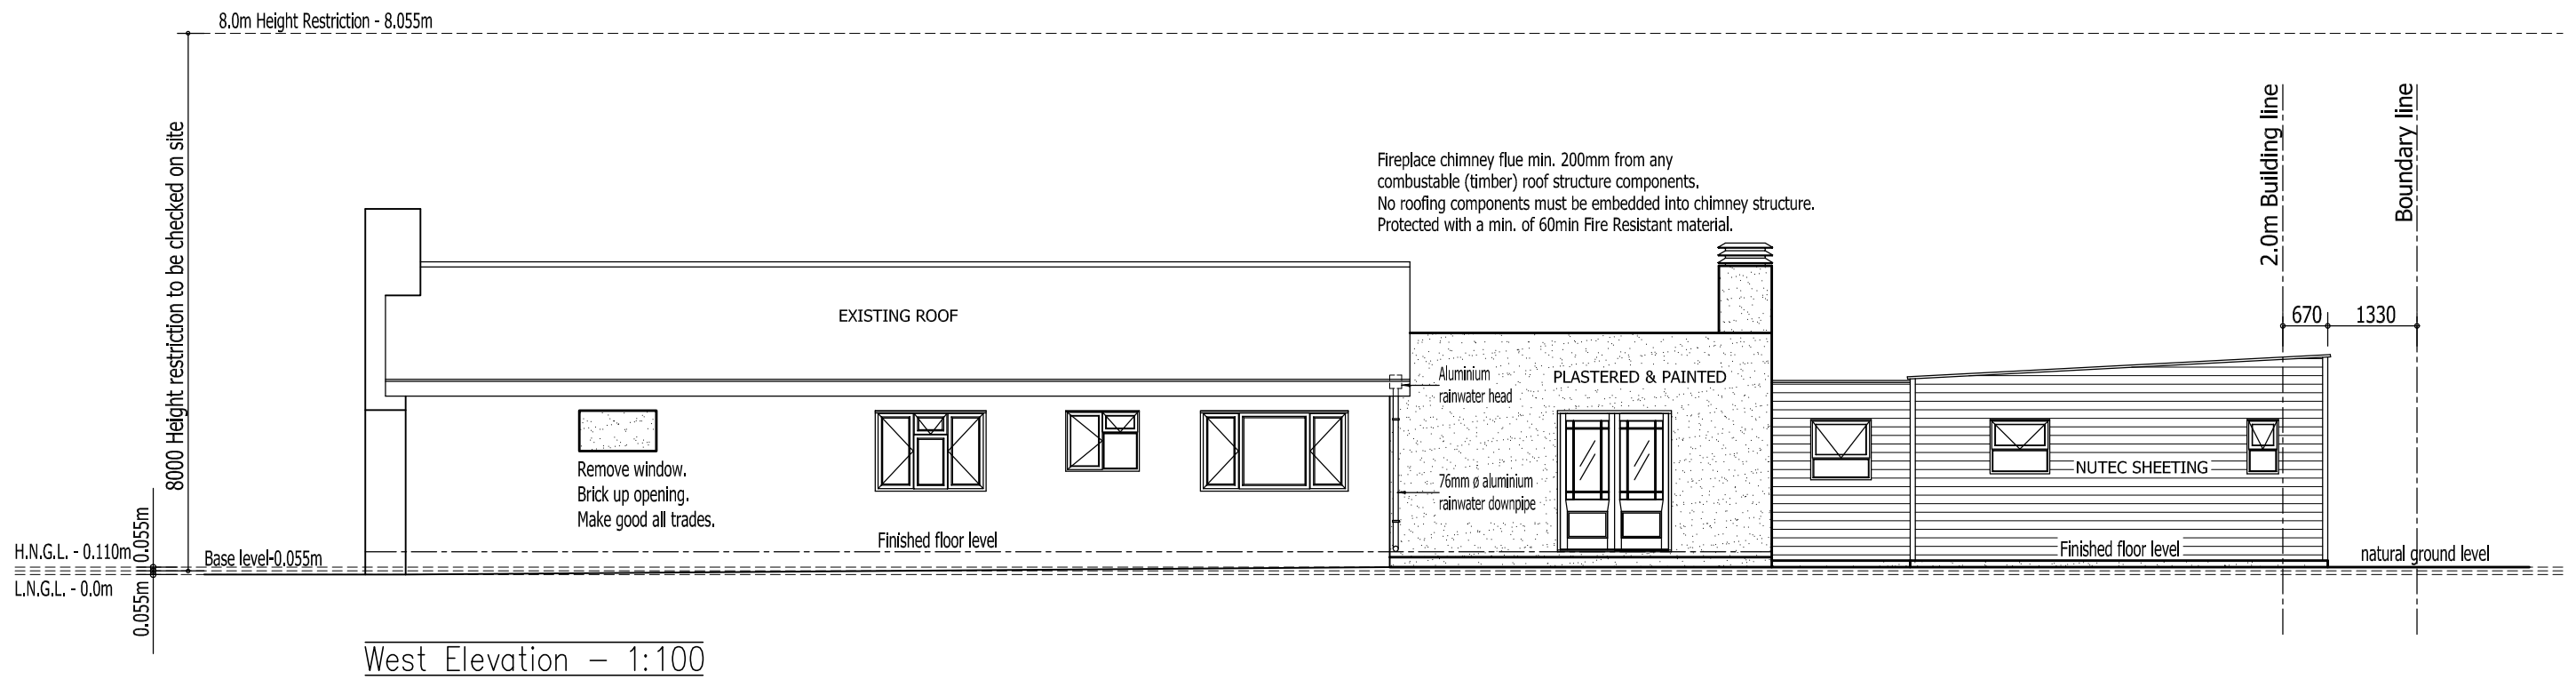 8.0m Height Restriction - 8.055m
8000 Height restriction to be checked on site
2.0m Building line
Boundary line
Fireplace chimney flue min. 200mm from any
combustable (timber) roof structure components.
No roofing components must be embedded into chimney structure.
Protected with a min. of 60min Fire Resistant material.
EXISTING ROOF
670
1330
Aluminium
rainwater head
PLASTERED & PAINTED
Remove window.
Brick up opening.
Make good all trades.
76mm ø aluminium
rainwater downpipe
NUTEC SHEETING
Finished floor level
Finished floor level
natural ground level
H.N.G.L. - 0.110m
0.055m
Base level-0.055m
L.N.G.L. - 0.0m
0.055m
West Elevation - 1:100